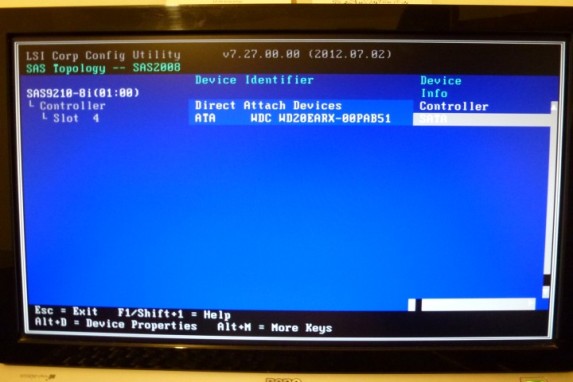 LSI Corp Config Utility v7.27.00.00 (2012.07.02)
SAS Topology -- SAS2008
Device Identifier Device
Info
SAS9210-8i(01:00)
└ Controller Direct Attach Devices Controller
└ Slot 4 ATA WDC WD20EARX-00PAB51 SATA
Esc = Exit F1/Shift+1 = Help
Alt+D = Device Properties Alt+M = More Keys